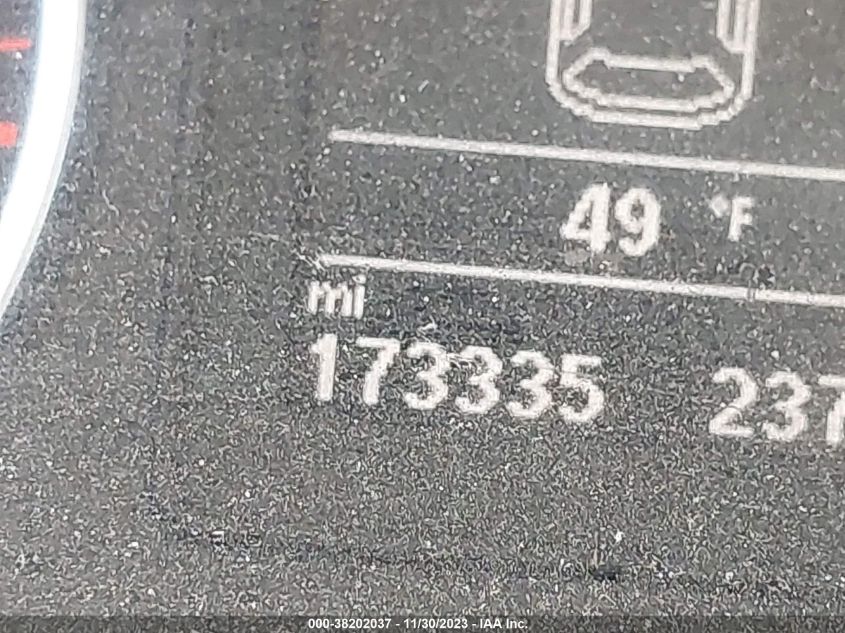 49 °F
mi
173335 237
000-38202037 - 11/30/2023 - IAA Inc.